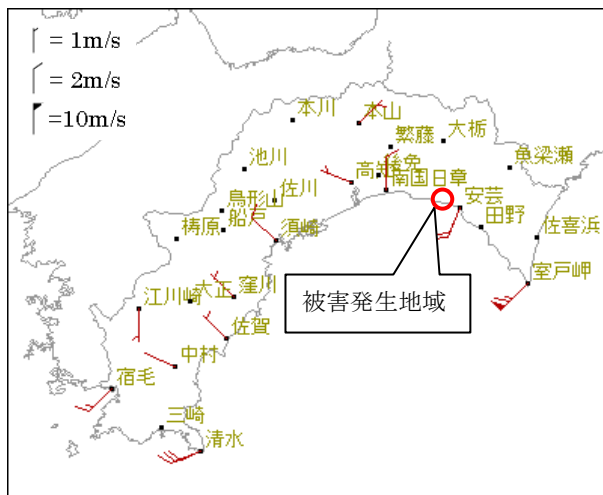 = 1m/s
= 2m/s
=10m/s
本川
本山
繁藤
大栃
魚梁瀬
池川
高知
後免
南国日章
鳥形山
佐川
安芸
船戸
須崎
田野
佐喜浜
梼原
室戸岬
被害発生地域
江川崎
大正
窪川
佐賀
中村
宿毛
三崎
清水